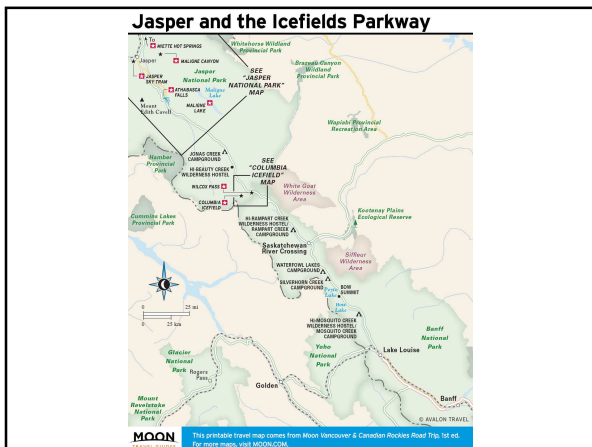 Jasper and the Icefields Parkway
To
MIETTE HOT SPRINGS
Jasper
MALIGNE CANYON
JASPER
SKY TRAM
Jasper
National Park
ATHABASCA
FALLS
Maligne
Lake
MALIGNE
LAKE
Mount
Edith Cavell
Whitehorse Wildland
Provincial Park
SEE
"JASPER
NATIONAL PARK"
MAP
Brazeau Canyon
Wildland
Provincial Park
Wapiabi Provincial
Recreation Area
JONAS CREEK
CAMPGROUND
Hamber
Provincial
Park
HI-BEAUTY CREEK
WILDERNESS HOSTEL
SEE
"COLUMBIA
ICEFIELD"
MAP
WILCOX PASS
COLUMBIA
ICEFIELD
White Goat
Wilderness
Area
Cummins Lakes
Provincial Park
Kootenay Plains
Ecological Reserve
HI-RAMPART CREEK
WILDERNESS HOSTEL/
RAMPART CREEK
CAMPGROUND
Saskatchewan
River Crossing
Siffleur
Wilderness
Area
WATERFOWL LAKES
CAMPGROUND
SILVERHORN CREEK
CAMPGROUND
Peyto
Lake
BOW
SUMMIT
Bow
Lake
HI-MOSQUITO CREEK
WILDERNESS HOSTEL/
MOSQUITO CREEK
CAMPGROUND
0 25 mi
0 25 km
Banff
National
Park
Yoho
National
Park
Lake Louise
Glacier
National
Park
Rogers
Pass
Golden
Banff
Mount
Revelstoke
National
Park
© AVALON TRAVEL
MOON
TRAVEL GUIDES
This printable travel map comes from Moon Vancouver & Canadian Rockies Road Trip, 1st ed.
For more maps, visit MOON.COM.